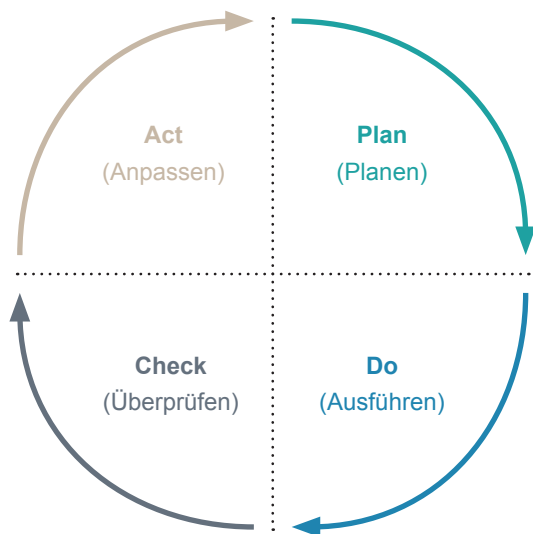 Act
(Anpassen)
Plan
(Planen)
Check
(Überprüfen)
Do
(Ausführen)